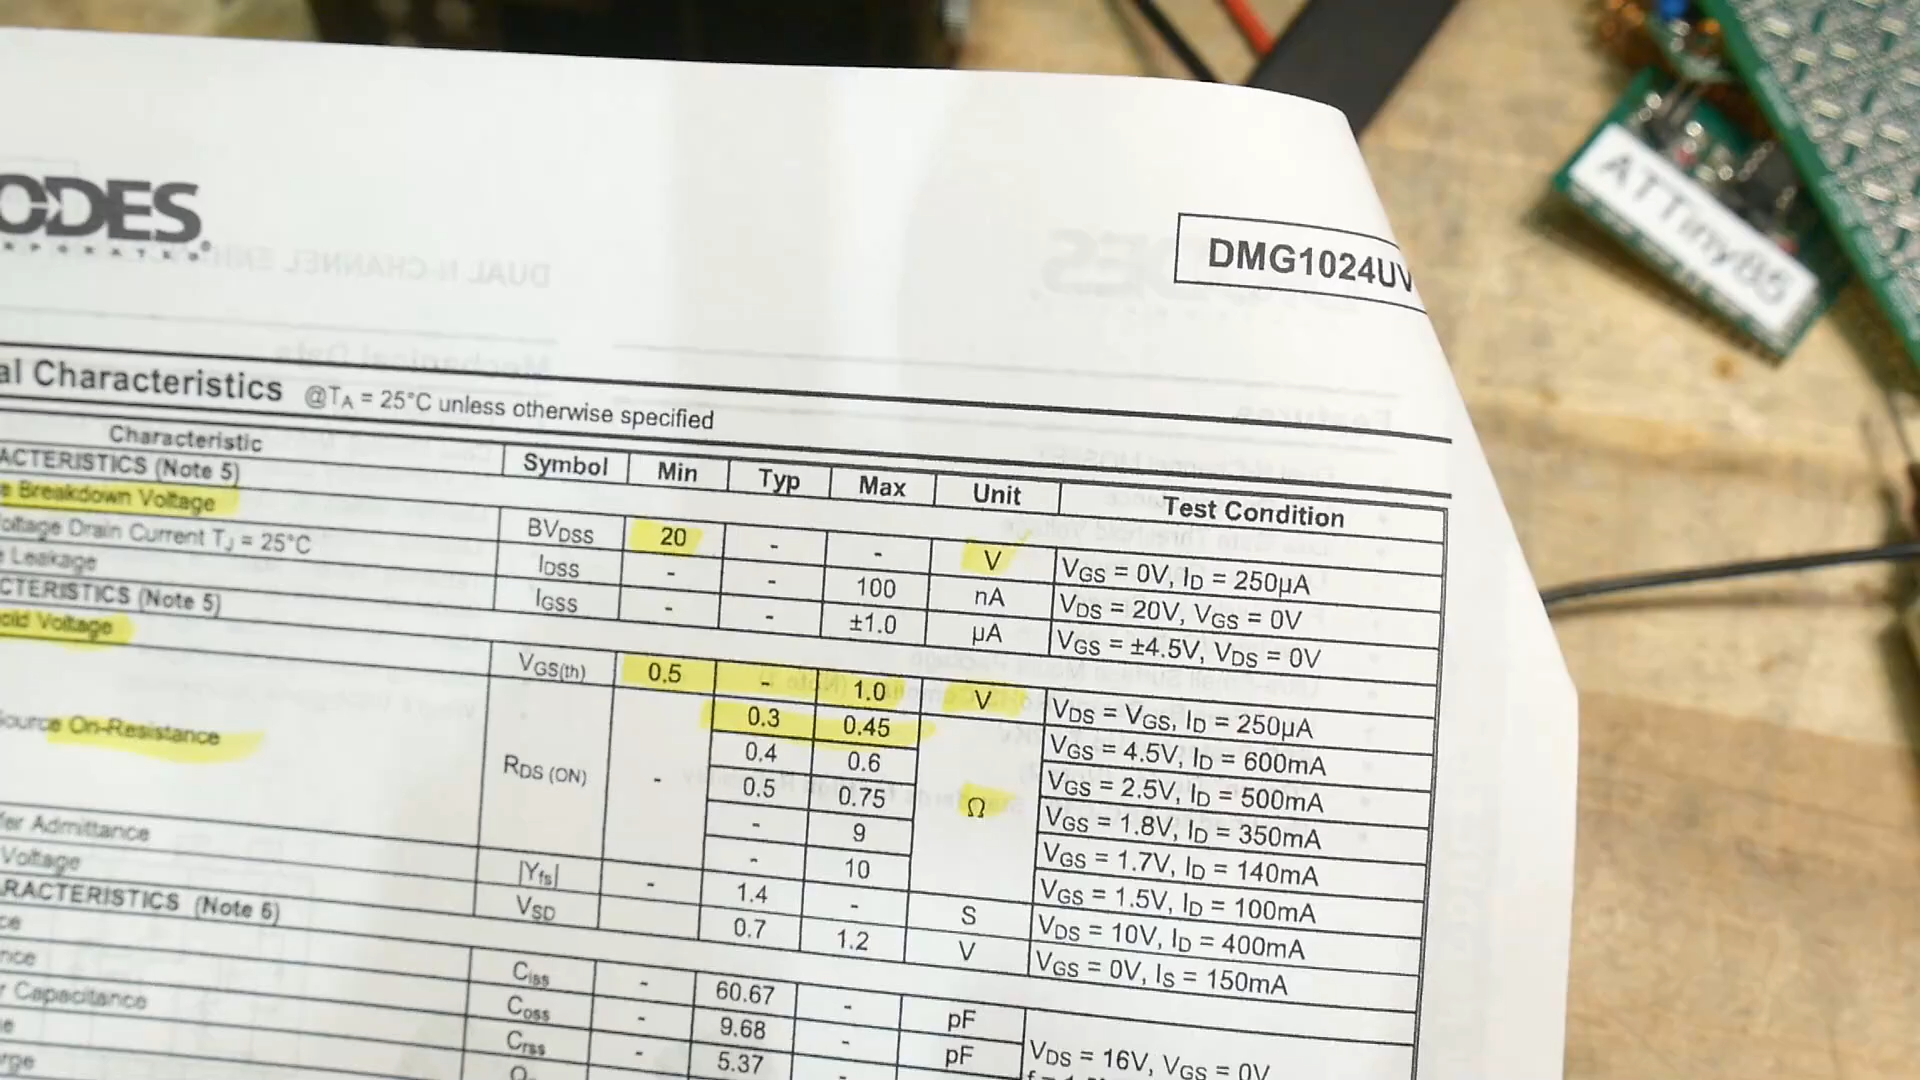 ODES
DMG1024UV
al Characteristics @TA = 25°C unless otherwise specified
Characteristic Symbol Min Typ Max Unit Test Condition
ACTERISTICS (Note 5)
e Breakdown Voltage BVDSS 20 - - V VGS = 0V, ID = 250µA
oltage Drain Current TJ = 25°C IDSS - - 100 nA VDS = 20V, VGS = 0V
e Leakage IGSS - - ±1.0 µA VGS = ±4.5V, VDS = 0V
CTERISTICS (Note 5)
old Voltage VGS(th) 0.5 - 1.0 V VDS = VGS, ID = 250µA
Source On-Resistance RDS (ON) - 0.3 0.45 Ω VGS = 4.5V, ID = 600mA
0.4 0.6 VGS = 2.5V, ID = 500mA
0.5 0.75 VGS = 1.8V, ID = 350mA
- 9 VGS = 1.7V, ID = 140mA
- 10 VGS = 1.5V, ID = 100mA
fer Admittance |Yfs| - 1.4 - S VDS = 10V, ID = 400mA
Voltage VSD 0.7 1.2 V VGS = 0V, IS = 150mA
RACTERISTICS (Note 6)
ce Ciss - 60.67 - pF VDS = 16V, VGS = 0V
nce Coss - 9.68 - pF
r Capacitance Crss - 5.37 -
ATTiny85